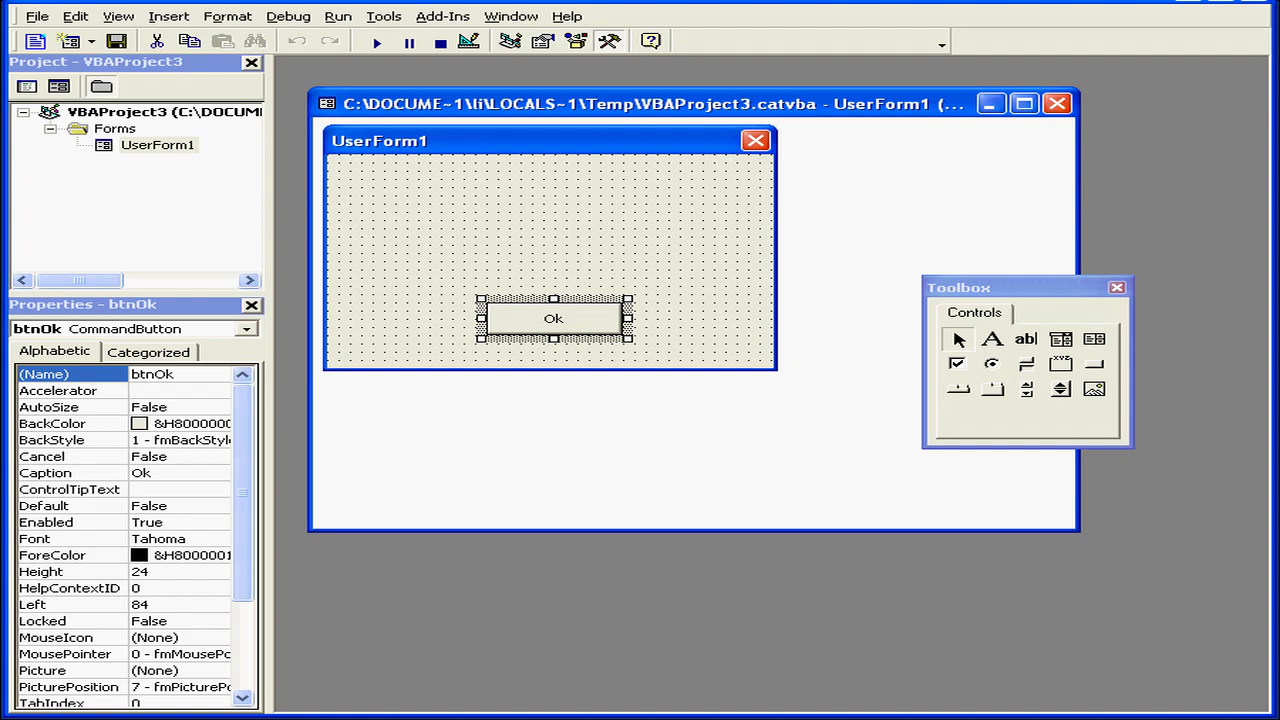 File Edit View Insert Format Debug Run Tools Add-Ins Window Help
Project - VBAProject3
VBAProject3 (C:\DOCUMI
Forms
UserForm1
Properties - btnOk
btnOk CommandButton
Alphabetic Categorized
(Name) btnOk
Accelerator
AutoSize False
BackColor &H800000
BackStyle 1 - fmBackStyl
Cancel False
Caption Ok
ControlTipText
Default False
Enabled True
Font Tahoma
ForeColor &H8000001
Height 24
HelpContextID 0
Left 84
Locked False
MouseIcon (None)
MousePointer 0 - fmMousePo
Picture (None)
PicturePosition 7 - fmPicturePo
TabIndex 0
C:\DOCUME~1\li\LOCALS~1\Temp\VBAProject3.catvba - UserForm1 (...
UserForm1
Ok
Toolbox
Controls
A ab|
xyz